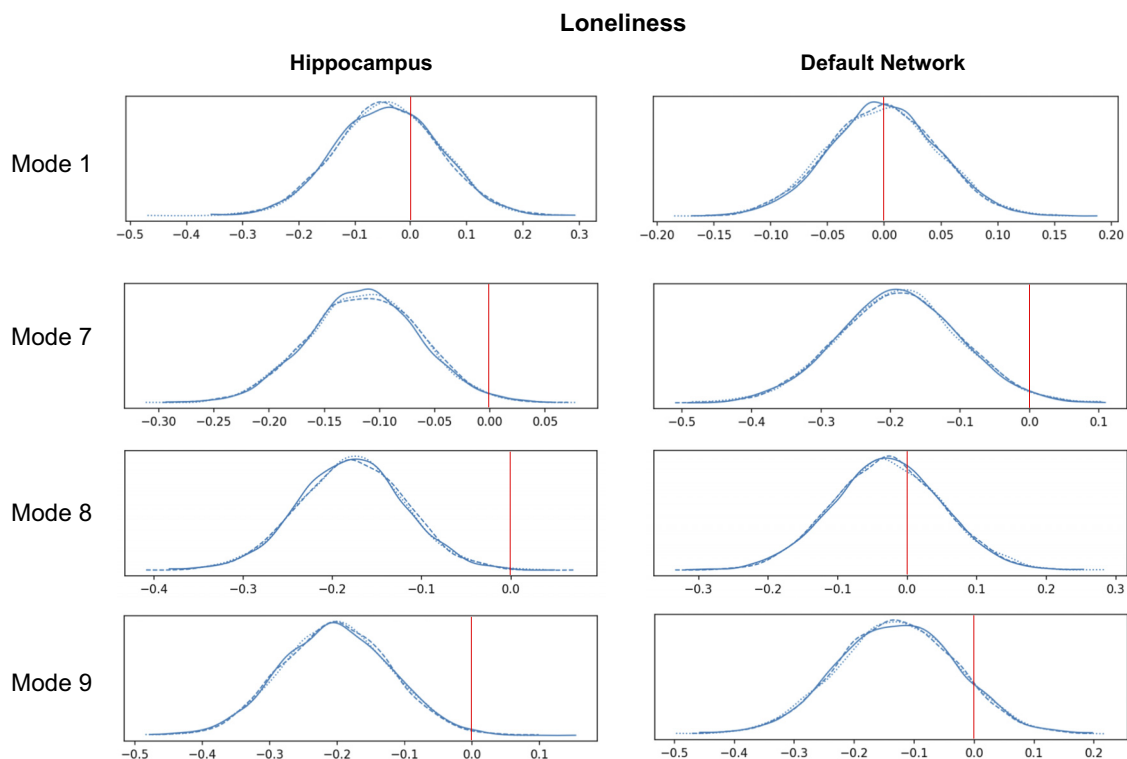 Loneliness
Hippocampus Default Network
Mode 1
−0.5 −0.4 −0.3 −0.2 −0.1 0.0 0.1 0.2 0.3
−0.20 −0.15 −0.10 −0.05 0.00 0.05 0.10 0.15 0.20
Mode 7
−0.30 −0.25 −0.20 −0.15 −0.10 −0.05 0.00 0.05
−0.5 −0.4 −0.3 −0.2 −0.1 0.0 0.1
Mode 8
−0.4 −0.3 −0.2 −0.1 0.0
−0.3 −0.2 −0.1 0.0 0.1 0.2 0.3
Mode 9
−0.5 −0.4 −0.3 −0.2 −0.1 0.0 0.1
−0.5 −0.4 −0.3 −0.2 −0.1 0.0 0.1 0.2